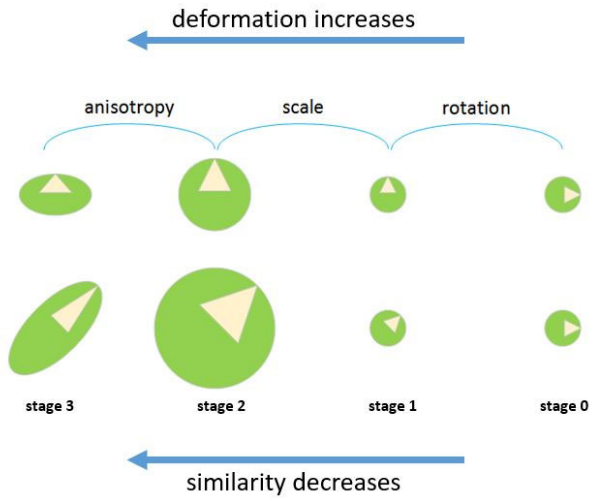 deformation increases
anisotropy scale rotation
stage 3 stage 2 stage 1 stage 0
similarity decreases